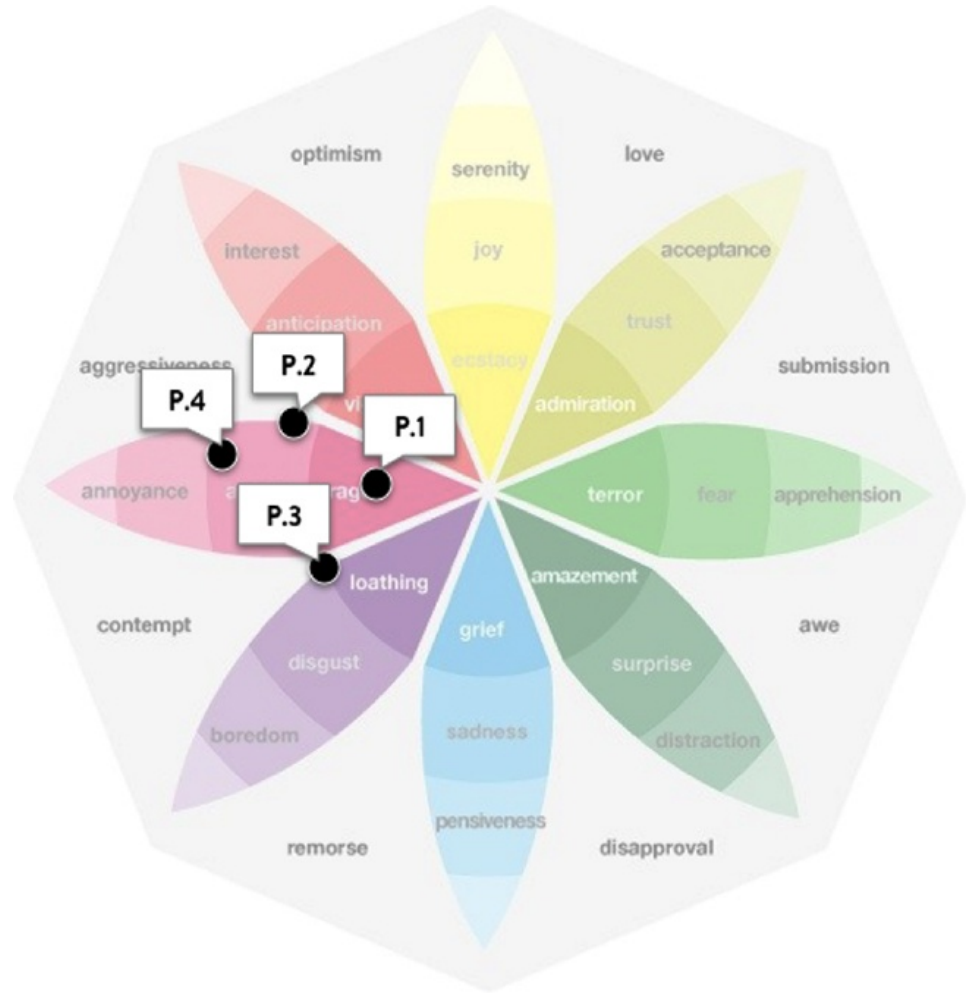 optimism
love
serenity
interest
joy
acceptance
anticipation
trust
aggressiveness
P.2
ecstacy
submission
P.4
admiration
P.1
annoyance
terror
fear
apprehension
P.3
loathing
amazement
contempt
grief
awe
disgust
surprise
boredom
sadness
distraction
pensiveness
remorse
disapproval